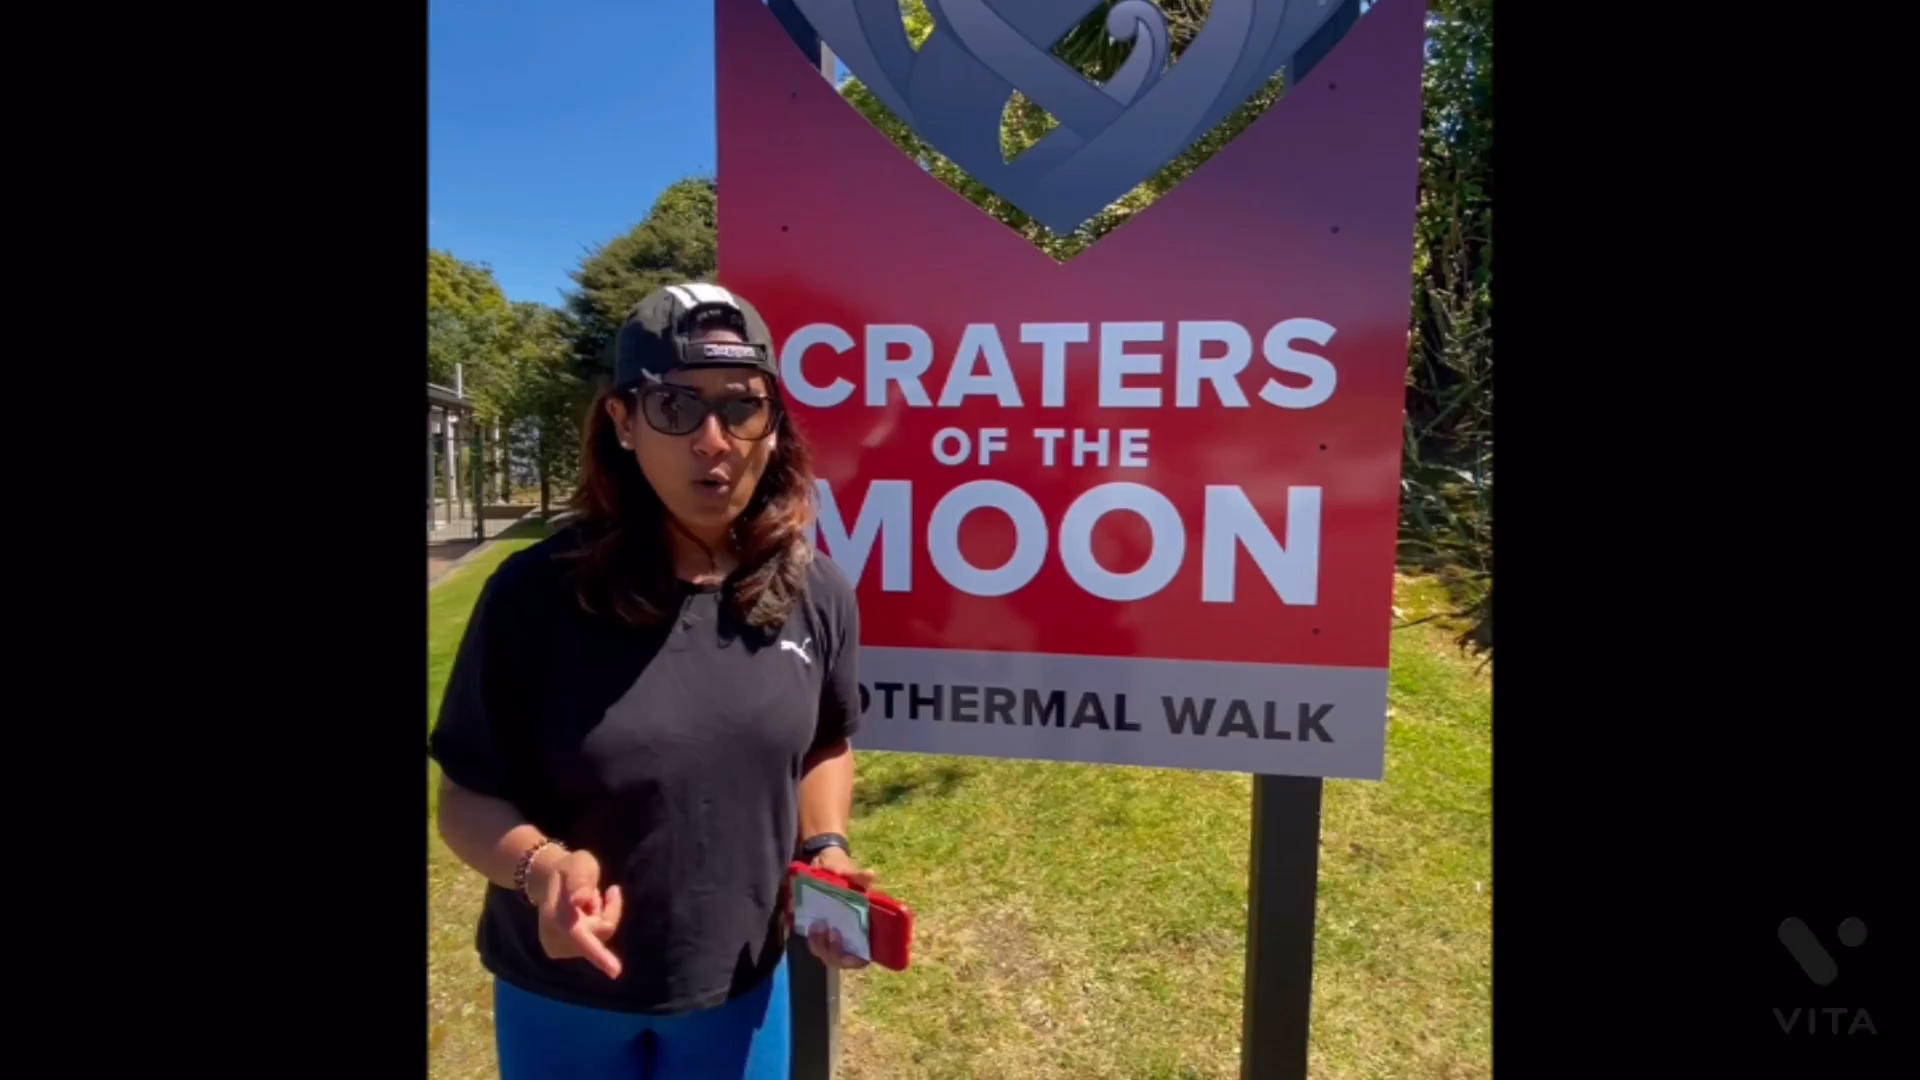 CRATERS
OF THE
MOON
OTHERMAL WALK
VITA